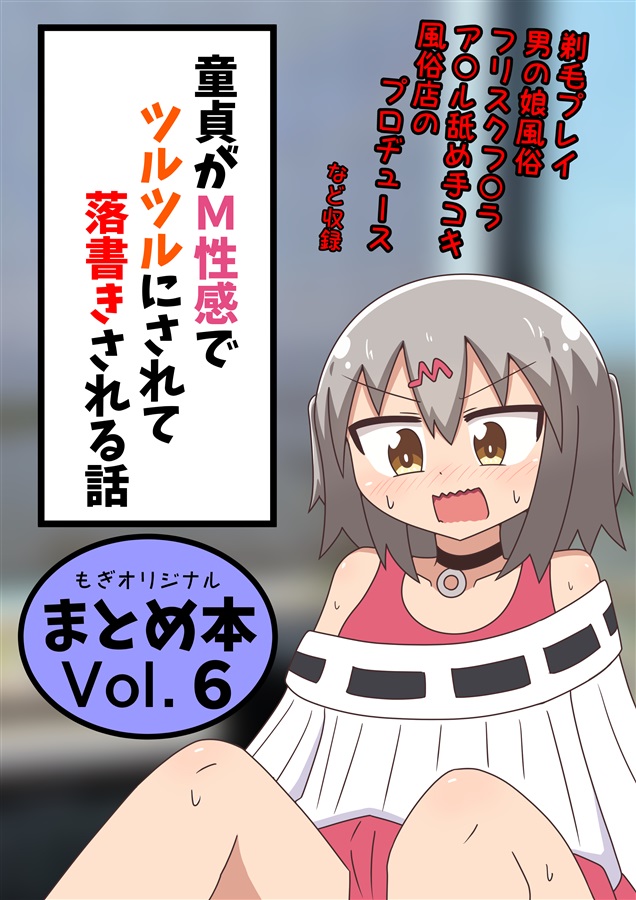 剃毛プレイ
男の娘風俗
フリスクフ〇ラ
ア〇ル舐め手コキ
風俗店の
プロヂュース
など収録
童貞がM性感で
ツルツルにされて
落書きされる話
もぎオリジナル
まとめ本
Vol.6